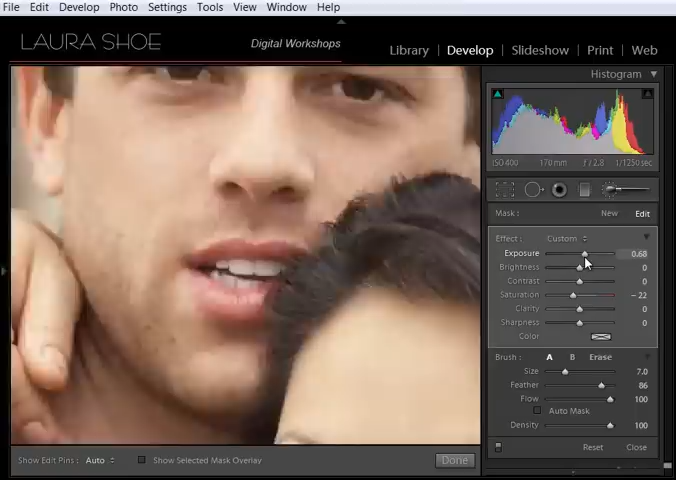 File Edit Develop Photo Settings Tools View Window Help
LAURA SHOE Digital Workshops
Library | Develop | Slideshow | Print | Web
Histogram
ISO 400 170 mm f / 2.8 1/1250 sec
Mask : New Edit
Effect : Custom
Exposure 0.68
Brightness 0
Contrast 0
Saturation - 22
Clarity 0
Sharpness 0
Color
Brush : A B Erase
Size 7.0
Feather 86
Flow 100
Auto Mask
Density 100
Reset Close
Show Edit Pins : Auto Show Selected Mask Overlay Done